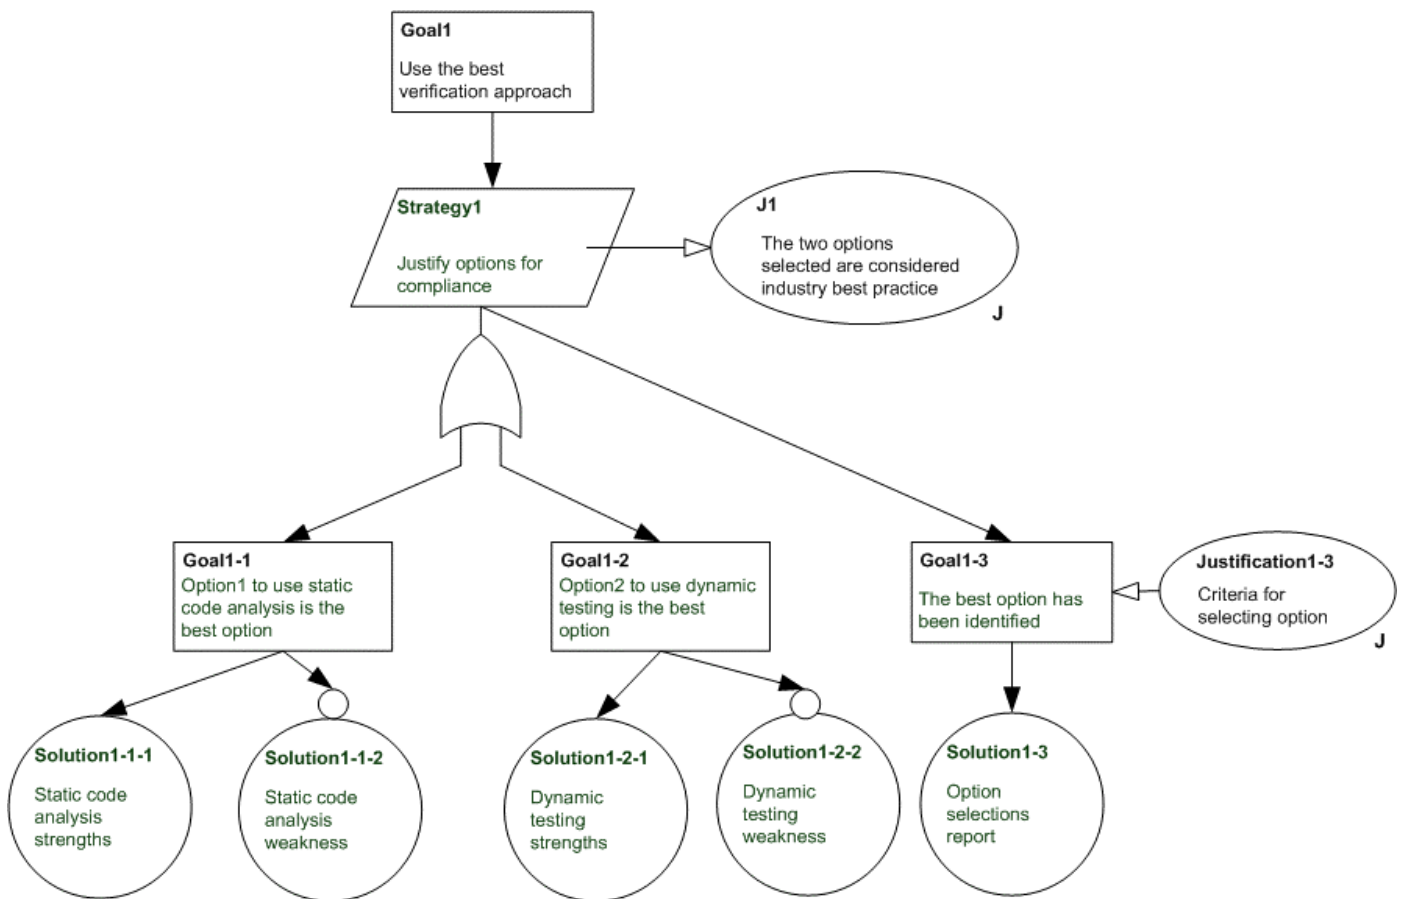 Goal1
Use the best
verification approach
Strategy1
Justify options for
compliance
J1
The two options
selected are considered
industry best practice
J
Goal1-1
Option1 to use static
code analysis is the
best option
Goal1-2
Option2 to use dynamic
testing is the best
option
Goal1-3
The best option has
been identified
Justification1-3
Criteria for
selecting option
J
Solution1-1-1
Static code
analysis
strengths
Solution1-1-2
Static code
analysis
weakness
Solution1-2-1
Dynamic
testing
strengths
Solution1-2-2
Dynamic
testing
weakness
Solution1-3
Option
selections
report